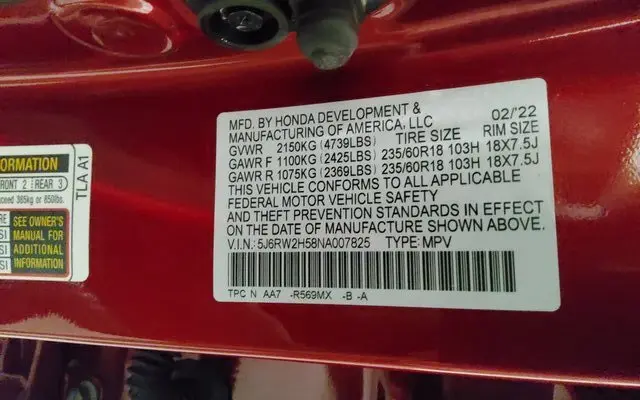 MFD. BY HONDA DEVELOPMENT &
MANUFACTURING OF AMERICA, LLC 02/'22
GVWR 2150KG (4739LBS) TIRE SIZE RIM SIZE
GAWR F 1100KG (2425LBS) 235/60R18 103H 18X7.5J
GAWR R 1075KG (2369LBS) 235/60R18 103H 18X7.5J
THIS VEHICLE CONFORMS TO ALL APPLICABLE
FEDERAL MOTOR VEHICLE SAFETY
AND THEFT PREVENTION STANDARDS IN EFFECT
ON THE DATE OF MANUFACTURE SHOWN ABOVE.
V.I.N.: 5J6RW2H58NA007825 TYPE: MPV
TPC N AA7 -R569MX -B -A
ORMATION
FRONT 2 REAR 3
xceed 385kg or 850lbs.
SEE OWNER'S
MANUAL FOR
ADDITIONAL
INFORMATION
TLA A1